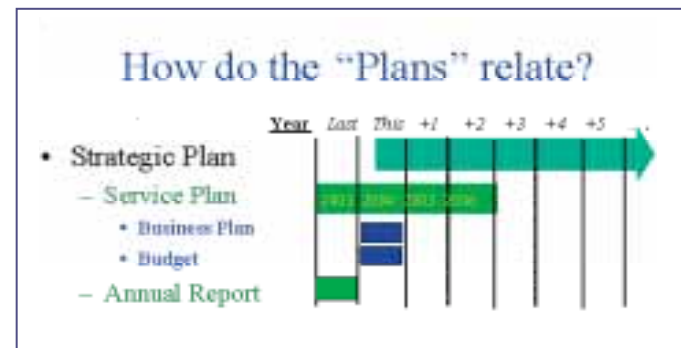 How do the “Plans” relate?
Year Last This +1 +2 +3 +4 +5 . .
• Strategic Plan
– Service Plan
• Business Plan
• Budget
– Annual Report